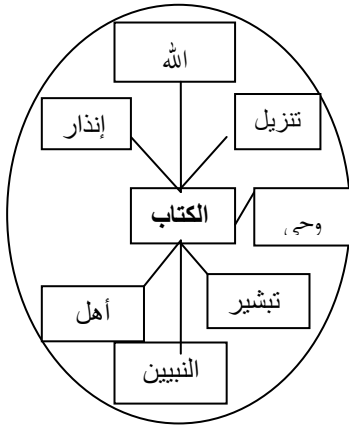 الله
تنزيل
إنذار
الكتاب
وحي
تبشير
أهل
النبيين